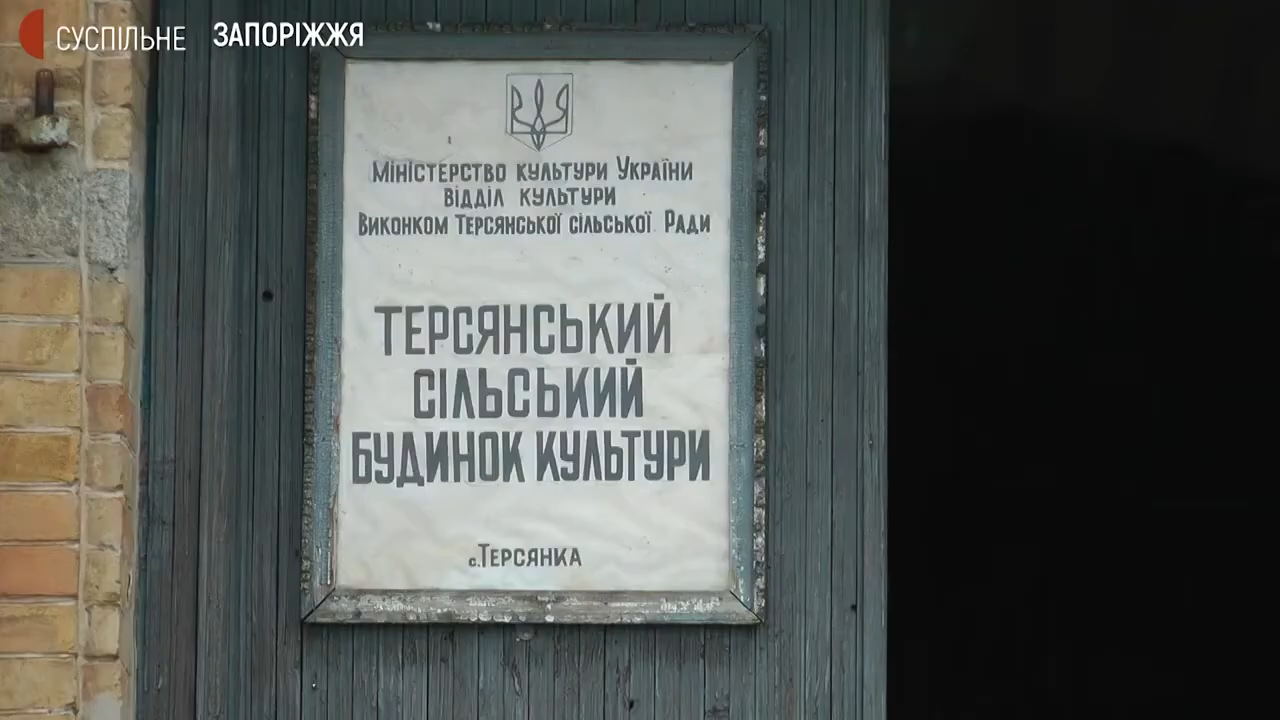 СУСПІЛЬНЕ ЗАПОРІЖЖЯ
Міністерство культури України
відділ культури
Виконком Терсянської сільської Ради
ТЕРСЯНСЬКИЙ
СІЛЬСЬКИЙ
БУДИНОК КУЛЬТУРИ
с. ТЕРСЯНКА